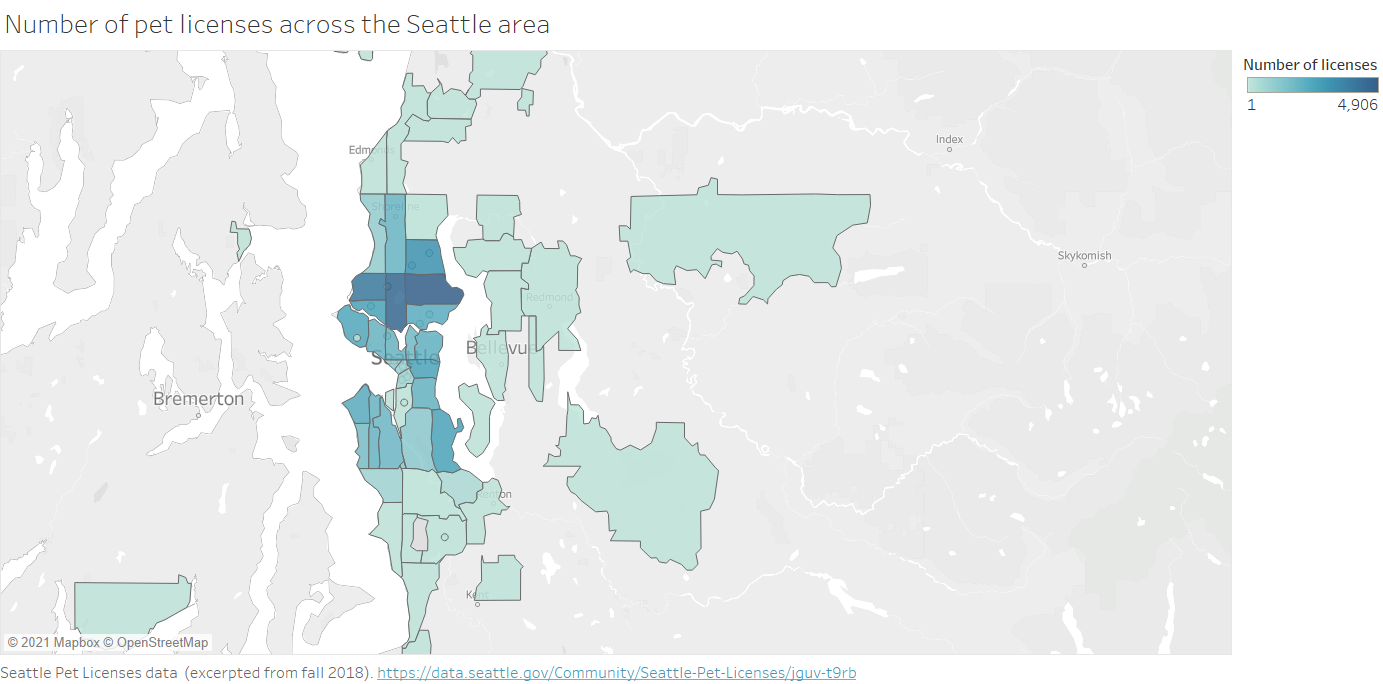 Number of pet licenses across the Seattle area
Number of licenses
1 4,906
Index
Edmonds
Shoreline
Skykomish
Redmond
Seattle
Bellevue
Bremerton
Renton
Kent
© 2021 Mapbox © OpenStreetMap
Seattle Pet Licenses data (excerpted from fall 2018). https://data.seattle.gov/Community/Seattle-Pet-Licenses/jguv-t9rb